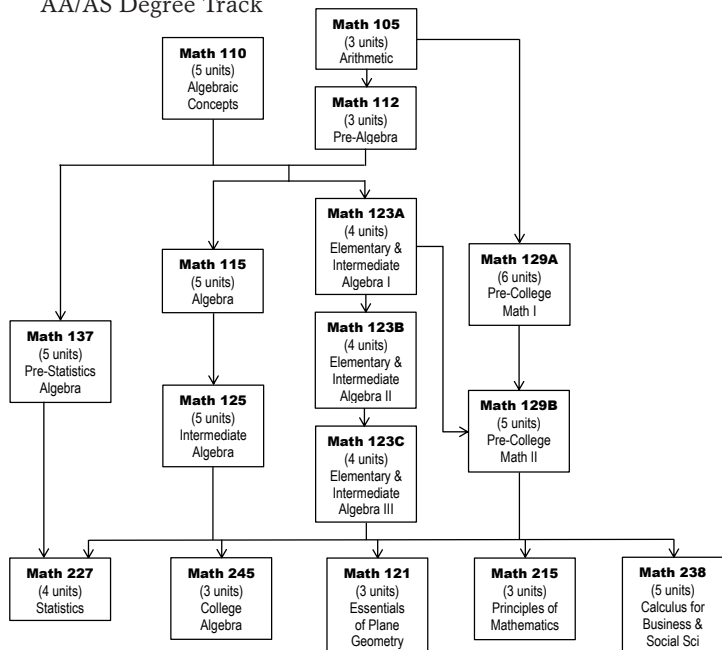 AA/AS Degree Track
Math 105
(3 units)
Arithmetic
Math 110
(5 units)
Algebraic
Concepts
Math 112
(3 units)
Pre-Algebra
Math 123A
(4 units)
Elementary &
Intermediate
Algebra I
Math 115
(5 units)
Algebra
Math 129A
(6 units)
Pre-College
Math I
Math 123B
(4 units)
Elementary &
Intermediate
Algebra II
Math 137
(5 units)
Pre-Statistics
Algebra
Math 125
(5 units)
Intermediate
Algebra
Math 129B
(5 units)
Pre-College
Math II
Math 123C
(4 units)
Elementary &
Intermediate
Algebra III
Math 227
(4 units)
Statistics
Math 245
(3 units)
College
Algebra
Math 121
(3 units)
Essentials
of Plane
Geometry
Math 215
(3 units)
Principles of
Mathematics
Math 238
(5 units)
Calculus for
Business &
Social Sci